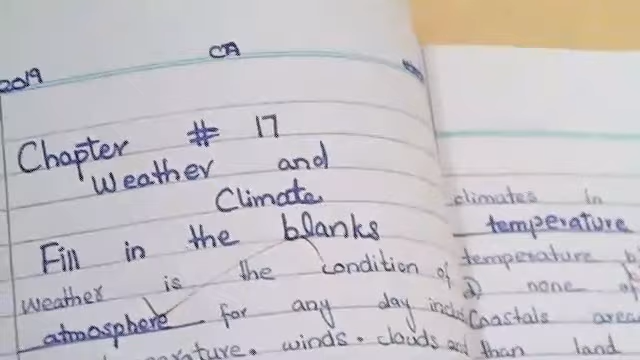 2019
CA
Chapter # 17
Weather and
Climate
Fill in the blanks
weather is the condition of
atmosphere for any day
winds. clouds and
climates in
temperature
temperature
none of
Coastals
than land